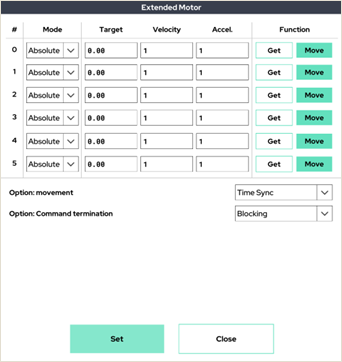 Extended Motor
# Mode Target Velocity Accel. Function
0 Absolute 0.00 1 1 Get Move
1 Absolute 0.00 1 1 Get Move
2 Absolute 0.00 1 1 Get Move
3 Absolute 0.00 1 1 Get Move
4 Absolute 0.00 1 1 Get Move
5 Absolute 0.00 1 1 Get Move
Option: movement Time Sync
Option: Command termination Blocking
Set Close